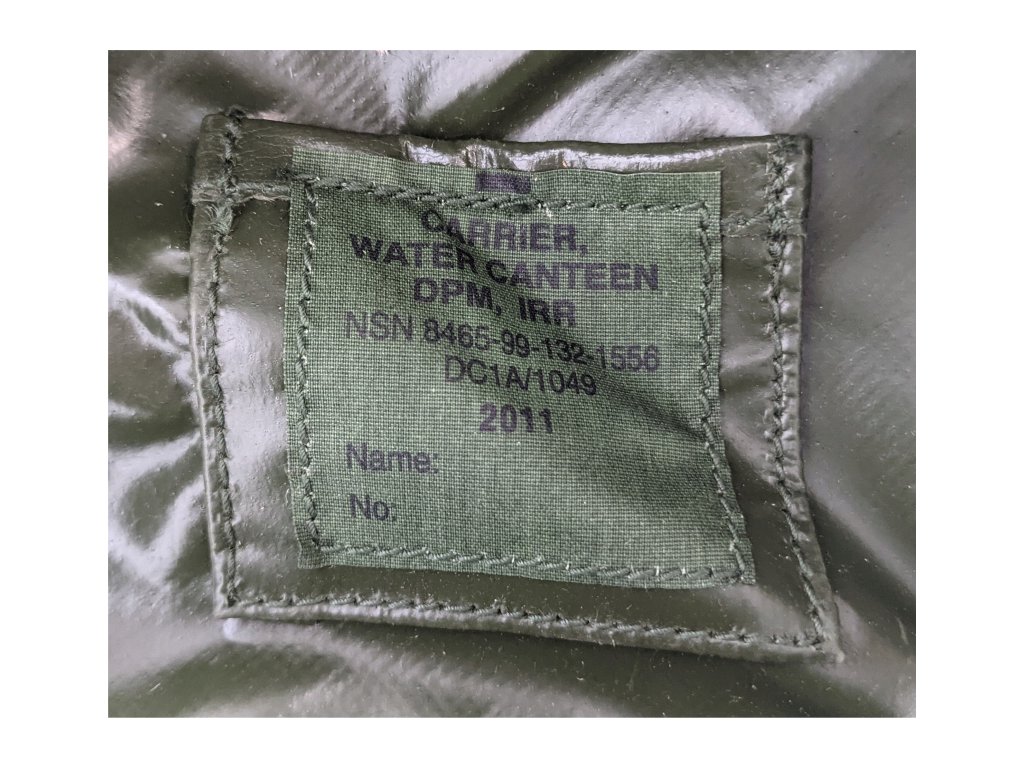 CARRIER,
WATER CANTEEN
DPM, IRR
NSN 8465-99-132-1556
DC1A/1049
2011
Name:
No: